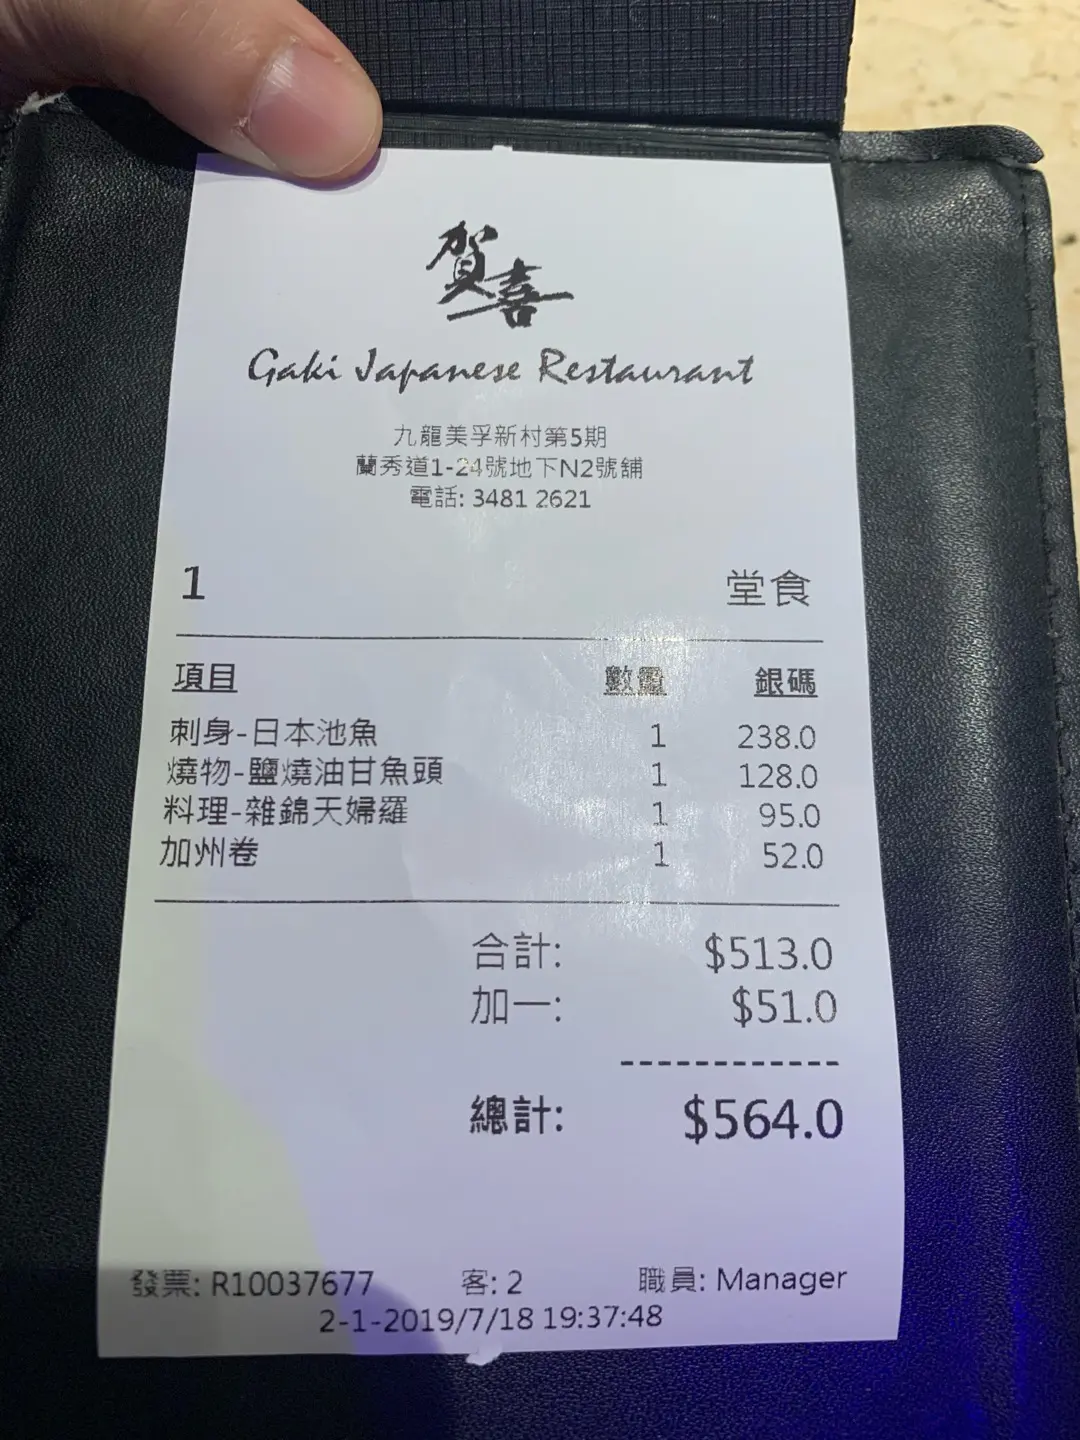 賀喜
Gaki Japanese Restaurant
九龍美孚新村第5期
蘭秀道1-24號地下N2號舖
電話: 3481 2621
1 堂食
項目 數量 銀碼
刺身-日本池魚 1 238.0
燒物-鹽燒油甘魚頭 1 128.0
料理-雜錦天婦羅 1 95.0
加州卷 1 52.0
合計: $513.0
加一: $51.0
------------
總計: $564.0
發票: R10037677 客: 2 職員: Manager
2-1-2019/7/18 19:37:48